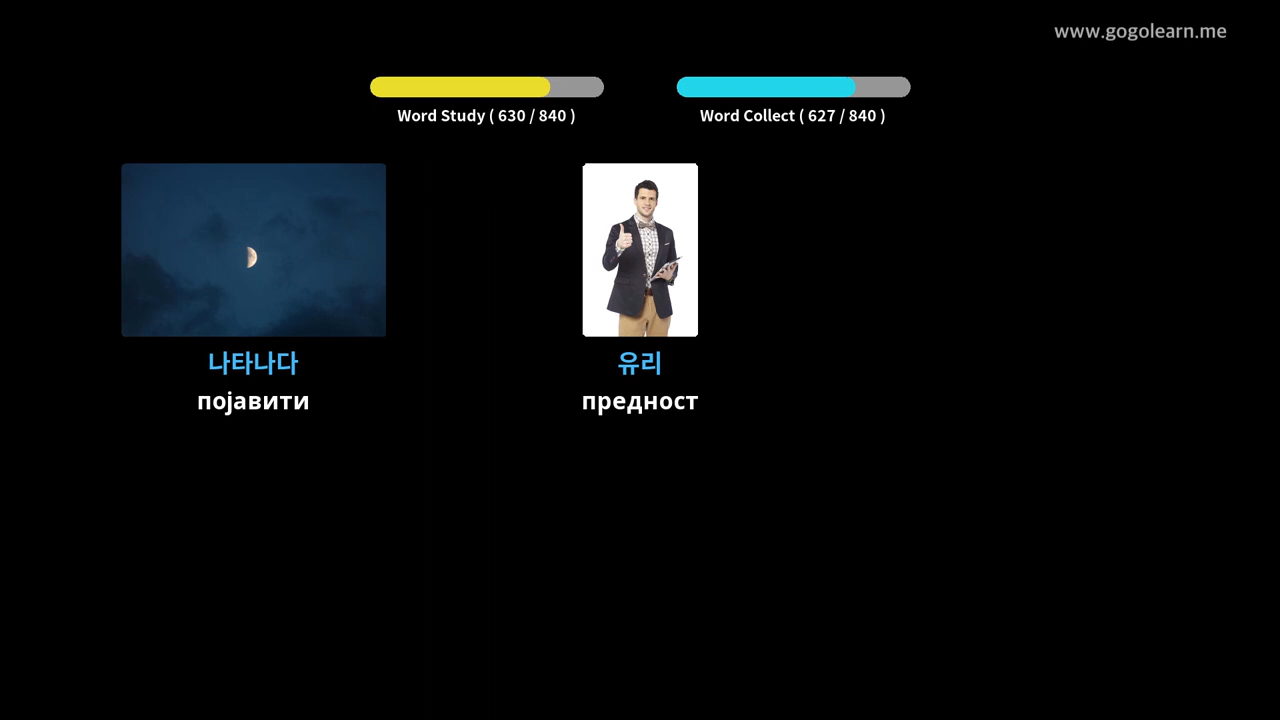 www.gogolearn.me
Word Study ( 630 / 840 )
Word Collect ( 627 / 840 )
나타나다
појавити
유리
предност